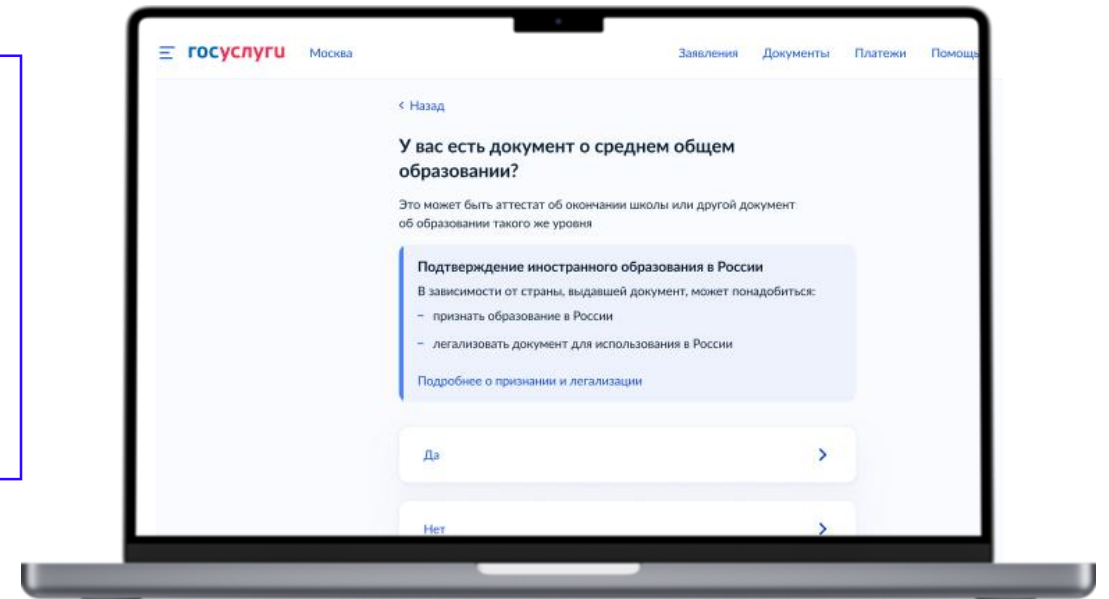 госуслуги Москва Заявления Документы Платежи Помощь
Назад
У вас есть документ о среднем общем
образовании?
Это может быть аттестат об окончании школы или другой документ
об образовании такого же уровня
Подтверждение иностранного образования в России
В зависимости от страны, выдавшей документ, может понадобиться:
– признать образование в России
– легализовать документ для использования в России
Подробнее о признании и легализации
Да
Нет